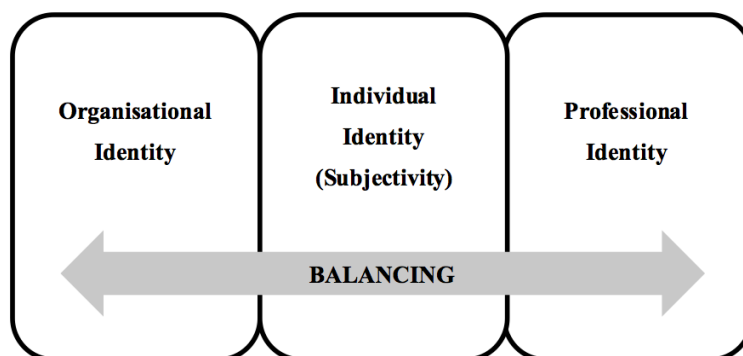 Organisational
Identity
Individual
Identity
(Subjectivity)
Professional
Identity
BALANCING